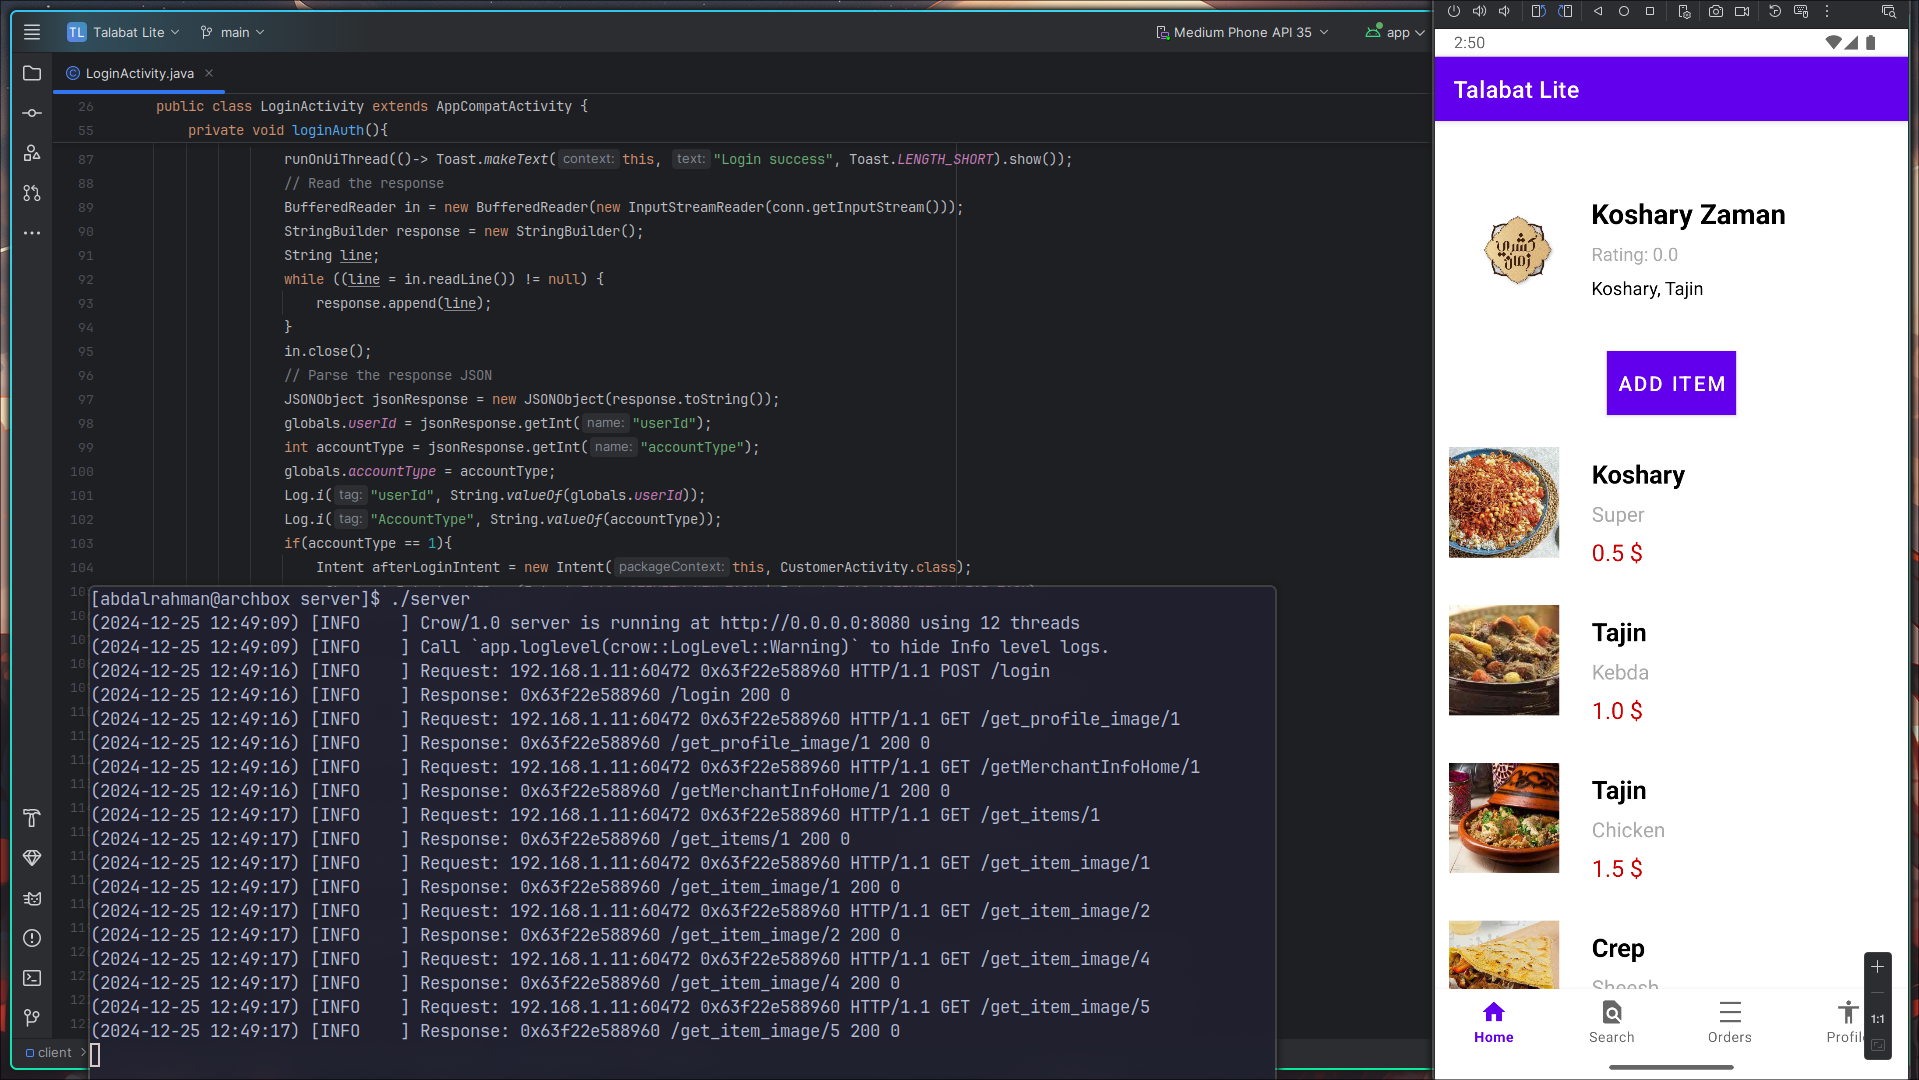 TL Talabat Lite
main
Medium Phone API 35
app
LoginActivity.java
26 public class LoginActivity extends AppCompatActivity {
55 private void loginAuth(){
87 runOnUiThread(()-> Toast.makeText( context: this, text: "Login success", Toast.LENGTH_SHORT).show());
88 // Read the response
89 BufferedReader in = new BufferedReader(new InputStreamReader(conn.getInputStream()));
90 StringBuilder response = new StringBuilder();
91 String line;
92 while ((line = in.readLine()) != null) {
93 response.append(line);
94 }
95 in.close();
96 // Parse the response JSON
97 JSONObject jsonResponse = new JSONObject(response.toString());
98 globals.userId = jsonResponse.getInt( name: "userId");
99 int accountType = jsonResponse.getInt( name: "accountType");
100 globals.accountType = accountType;
101 Log.i( tag: "userId", String.valueOf(globals.userId));
102 Log.i( tag: "AccountType", String.valueOf(accountType));
103 if(accountType == 1){
104 Intent afterLoginIntent = new Intent( packageContext: this, CustomerActivity.class);
[abdalrahman@archbox server]$ ./server
(2024-12-25 12:49:09) [INFO    ] Crow/1.0 server is running at http://0.0.0.0:8080 using 12 threads
(2024-12-25 12:49:09) [INFO    ] Call `app.loglevel(crow::LogLevel::Warning)` to hide Info level logs.
(2024-12-25 12:49:16) [INFO    ] Request: 192.168.1.11:60472 0x63f22e588960 HTTP/1.1 POST /login
(2024-12-25 12:49:16) [INFO    ] Response: 0x63f22e588960 /login 200 0
(2024-12-25 12:49:16) [INFO    ] Request: 192.168.1.11:60472 0x63f22e588960 HTTP/1.1 GET /get_profile_image/1
(2024-12-25 12:49:16) [INFO    ] Response: 0x63f22e588960 /get_profile_image/1 200 0
(2024-12-25 12:49:16) [INFO    ] Request: 192.168.1.11:60472 0x63f22e588960 HTTP/1.1 GET /getMerchantInfoHome/1
(2024-12-25 12:49:16) [INFO    ] Response: 0x63f22e588960 /getMerchantInfoHome/1 200 0
(2024-12-25 12:49:17) [INFO    ] Request: 192.168.1.11:60472 0x63f22e588960 HTTP/1.1 GET /get_items/1
(2024-12-25 12:49:17) [INFO    ] Response: 0x63f22e588960 /get_items/1 200 0
(2024-12-25 12:49:17) [INFO    ] Request: 192.168.1.11:60472 0x63f22e588960 HTTP/1.1 GET /get_item_image/1
(2024-12-25 12:49:17) [INFO    ] Response: 0x63f22e588960 /get_item_image/1 200 0
(2024-12-25 12:49:17) [INFO    ] Request: 192.168.1.11:60472 0x63f22e588960 HTTP/1.1 GET /get_item_image/2
(2024-12-25 12:49:17) [INFO    ] Response: 0x63f22e588960 /get_item_image/2 200 0
(2024-12-25 12:49:17) [INFO    ] Request: 192.168.1.11:60472 0x63f22e588960 HTTP/1.1 GET /get_item_image/4
(2024-12-25 12:49:17) [INFO    ] Response: 0x63f22e588960 /get_item_image/4 200 0
(2024-12-25 12:49:17) [INFO    ] Request: 192.168.1.11:60472 0x63f22e588960 HTTP/1.1 GET /get_item_image/5
(2024-12-25 12:49:17) [INFO    ] Response: 0x63f22e588960 /get_item_image/5 200 0
client
2:50
Talabat Lite
كشري
زمان
Koshary Zaman
Rating: 0.0
Koshary, Tajin
ADD ITEM
Koshary
Super
0.5 $
Tajin
Kebda
1.0 $
Tajin
Chicken
1.5 $
Crep
Sheesh
Home
Search
Orders
Profile
1:1